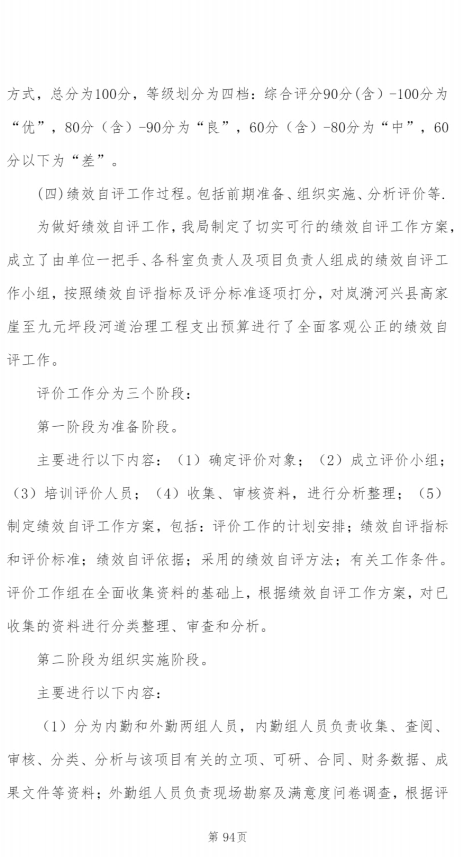 方式，总分为100分，等级划分为四档：综合评分90分(含）-100分为
“优”，80分（含）-90分为“良”，60分（含）-80分为“中”，60
分以下为“差”。
(四)绩效自评工作过程。包括前期准备、组织实施、分析评价等.
为做好绩效自评工作，我局制定了切实可行的绩效自评工作方案，
成立了由单位一把手、各科室负责人及项目负责人组成的绩效自评工
作小组，按照绩效自评指标及评分标准逐项打分，对岚漪河兴县高家
崖至九元坪段河道治理工程支出预算进行了全面客观公正的绩效自
评工作。
评价工作分为三个阶段：
第一阶段为准备阶段。
主要进行以下内容：（1）确定评价对象；（2）成立评价小组；
（3）培训评价人员；（4）收集、审核资料，进行分析整理；（5）
制定绩效自评工作方案，包括：评价工作的计划安排；绩效自评指标
和评价标准；绩效自评依据；采用的绩效自评方法；有关工作条件。
评价工作组在全面收集资料的基础上，根据绩效自评工作方案，对已
收集的资料进行分类整理、审查和分析。
第二阶段为组织实施阶段。
主要进行以下内容：
（1）分为内勤和外勤两组人员，内勤组人员负责收集、查阅、
审核、分类、分析与该项目有关的立项、可研、合同、财务数据、成
果文件等资料；外勤组人员负责现场勘察及满意度问卷调查，根据评
第 94页